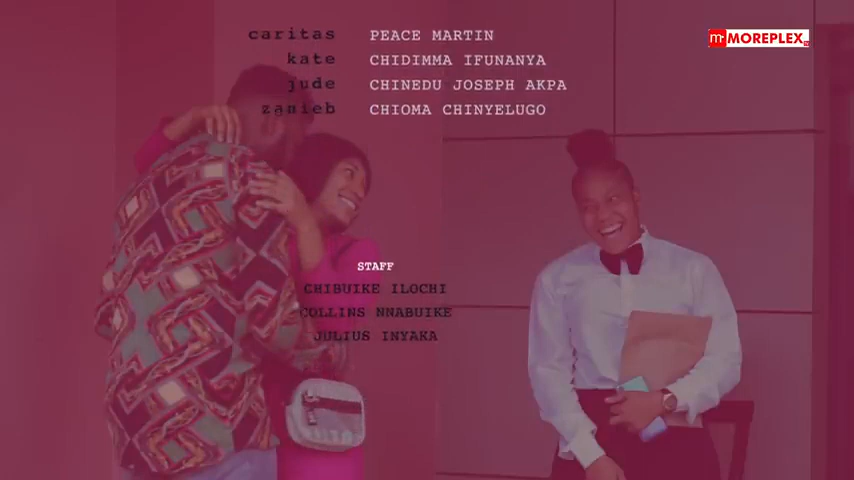 caritas PEACE MARTIN
kate CHIDIMMA IFUNANYA
jude CHINEDU JOSEPH AKPA
zanieb CHIOMA CHINYELUGO
STAFF
CHIBUIKE ILOCHI
COLLINS NNABUIKE
JULIUS INYAKA
m MOREPLEX TV